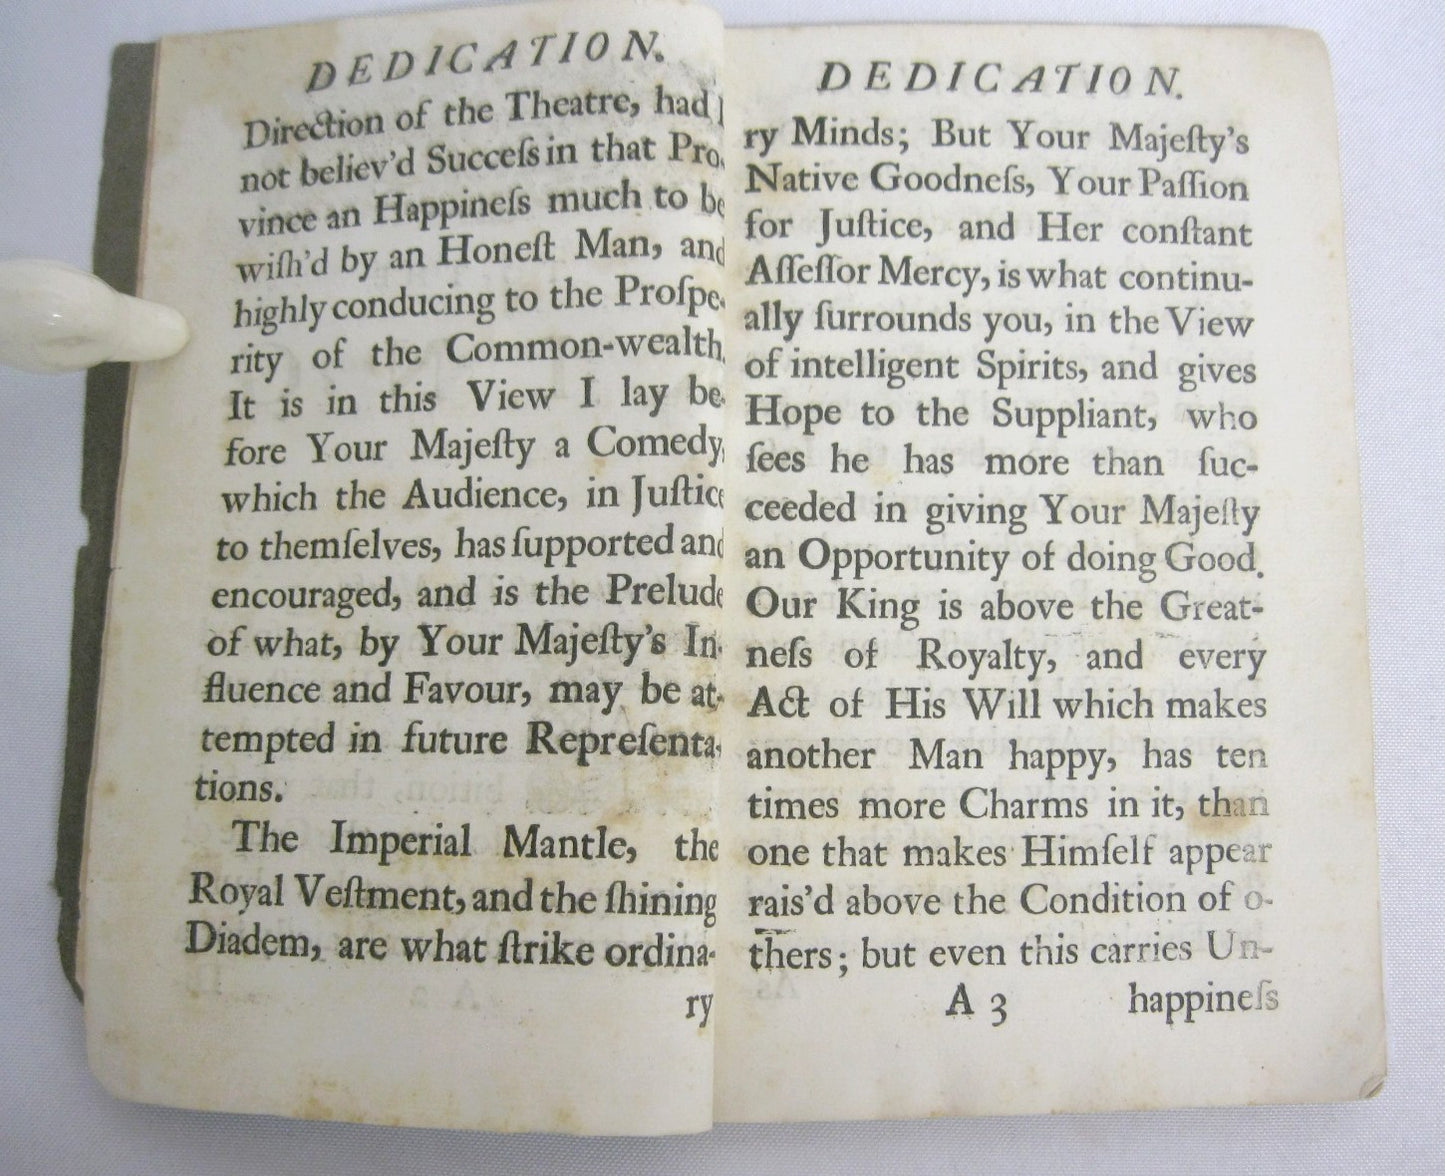 DEDICATION.
Direction of the Theatre, had I
not believ'd Succeſs in that Pro-
vince an Happineſs much to be
wiſh'd by an Honeſt Man, and
highly conducing to the Proſpe-
rity of the Common-wealth.
It is in this View I lay be-
fore Your Majeſty a Comedy,
which the Audience, in Juſtice
to themſelves, has ſupported and
encouraged, and is the Prelude
of what, by Your Majeſty's In-
fluence and Favour, may be at-
tempted in future Repreſenta-
tions.
The Imperial Mantle, the
Royal Veſtment, and the ſhining
Diadem, are what ſtrike ordina-
ry
DEDICATION.
ry Minds; But Your Majeſty's
Native Goodneſs, Your Paſſion
for Juſtice, and Her conſtant
Aſſeſſor Mercy, is what continu-
ally ſurrounds you, in the View
of intelligent Spirits, and gives
Hope to the Suppliant, who
ſees he has more than ſuc-
ceeded in giving Your Majeſty
an Opportunity of doing Good.
Our King is above the Great-
neſs of Royalty, and every
Act of His Will which makes
another Man happy, has ten
times more Charms in it, than
one that makes Himſelf appear
rais'd above the Condition of o-
thers; but even this carries Un-
A 3 happineſs